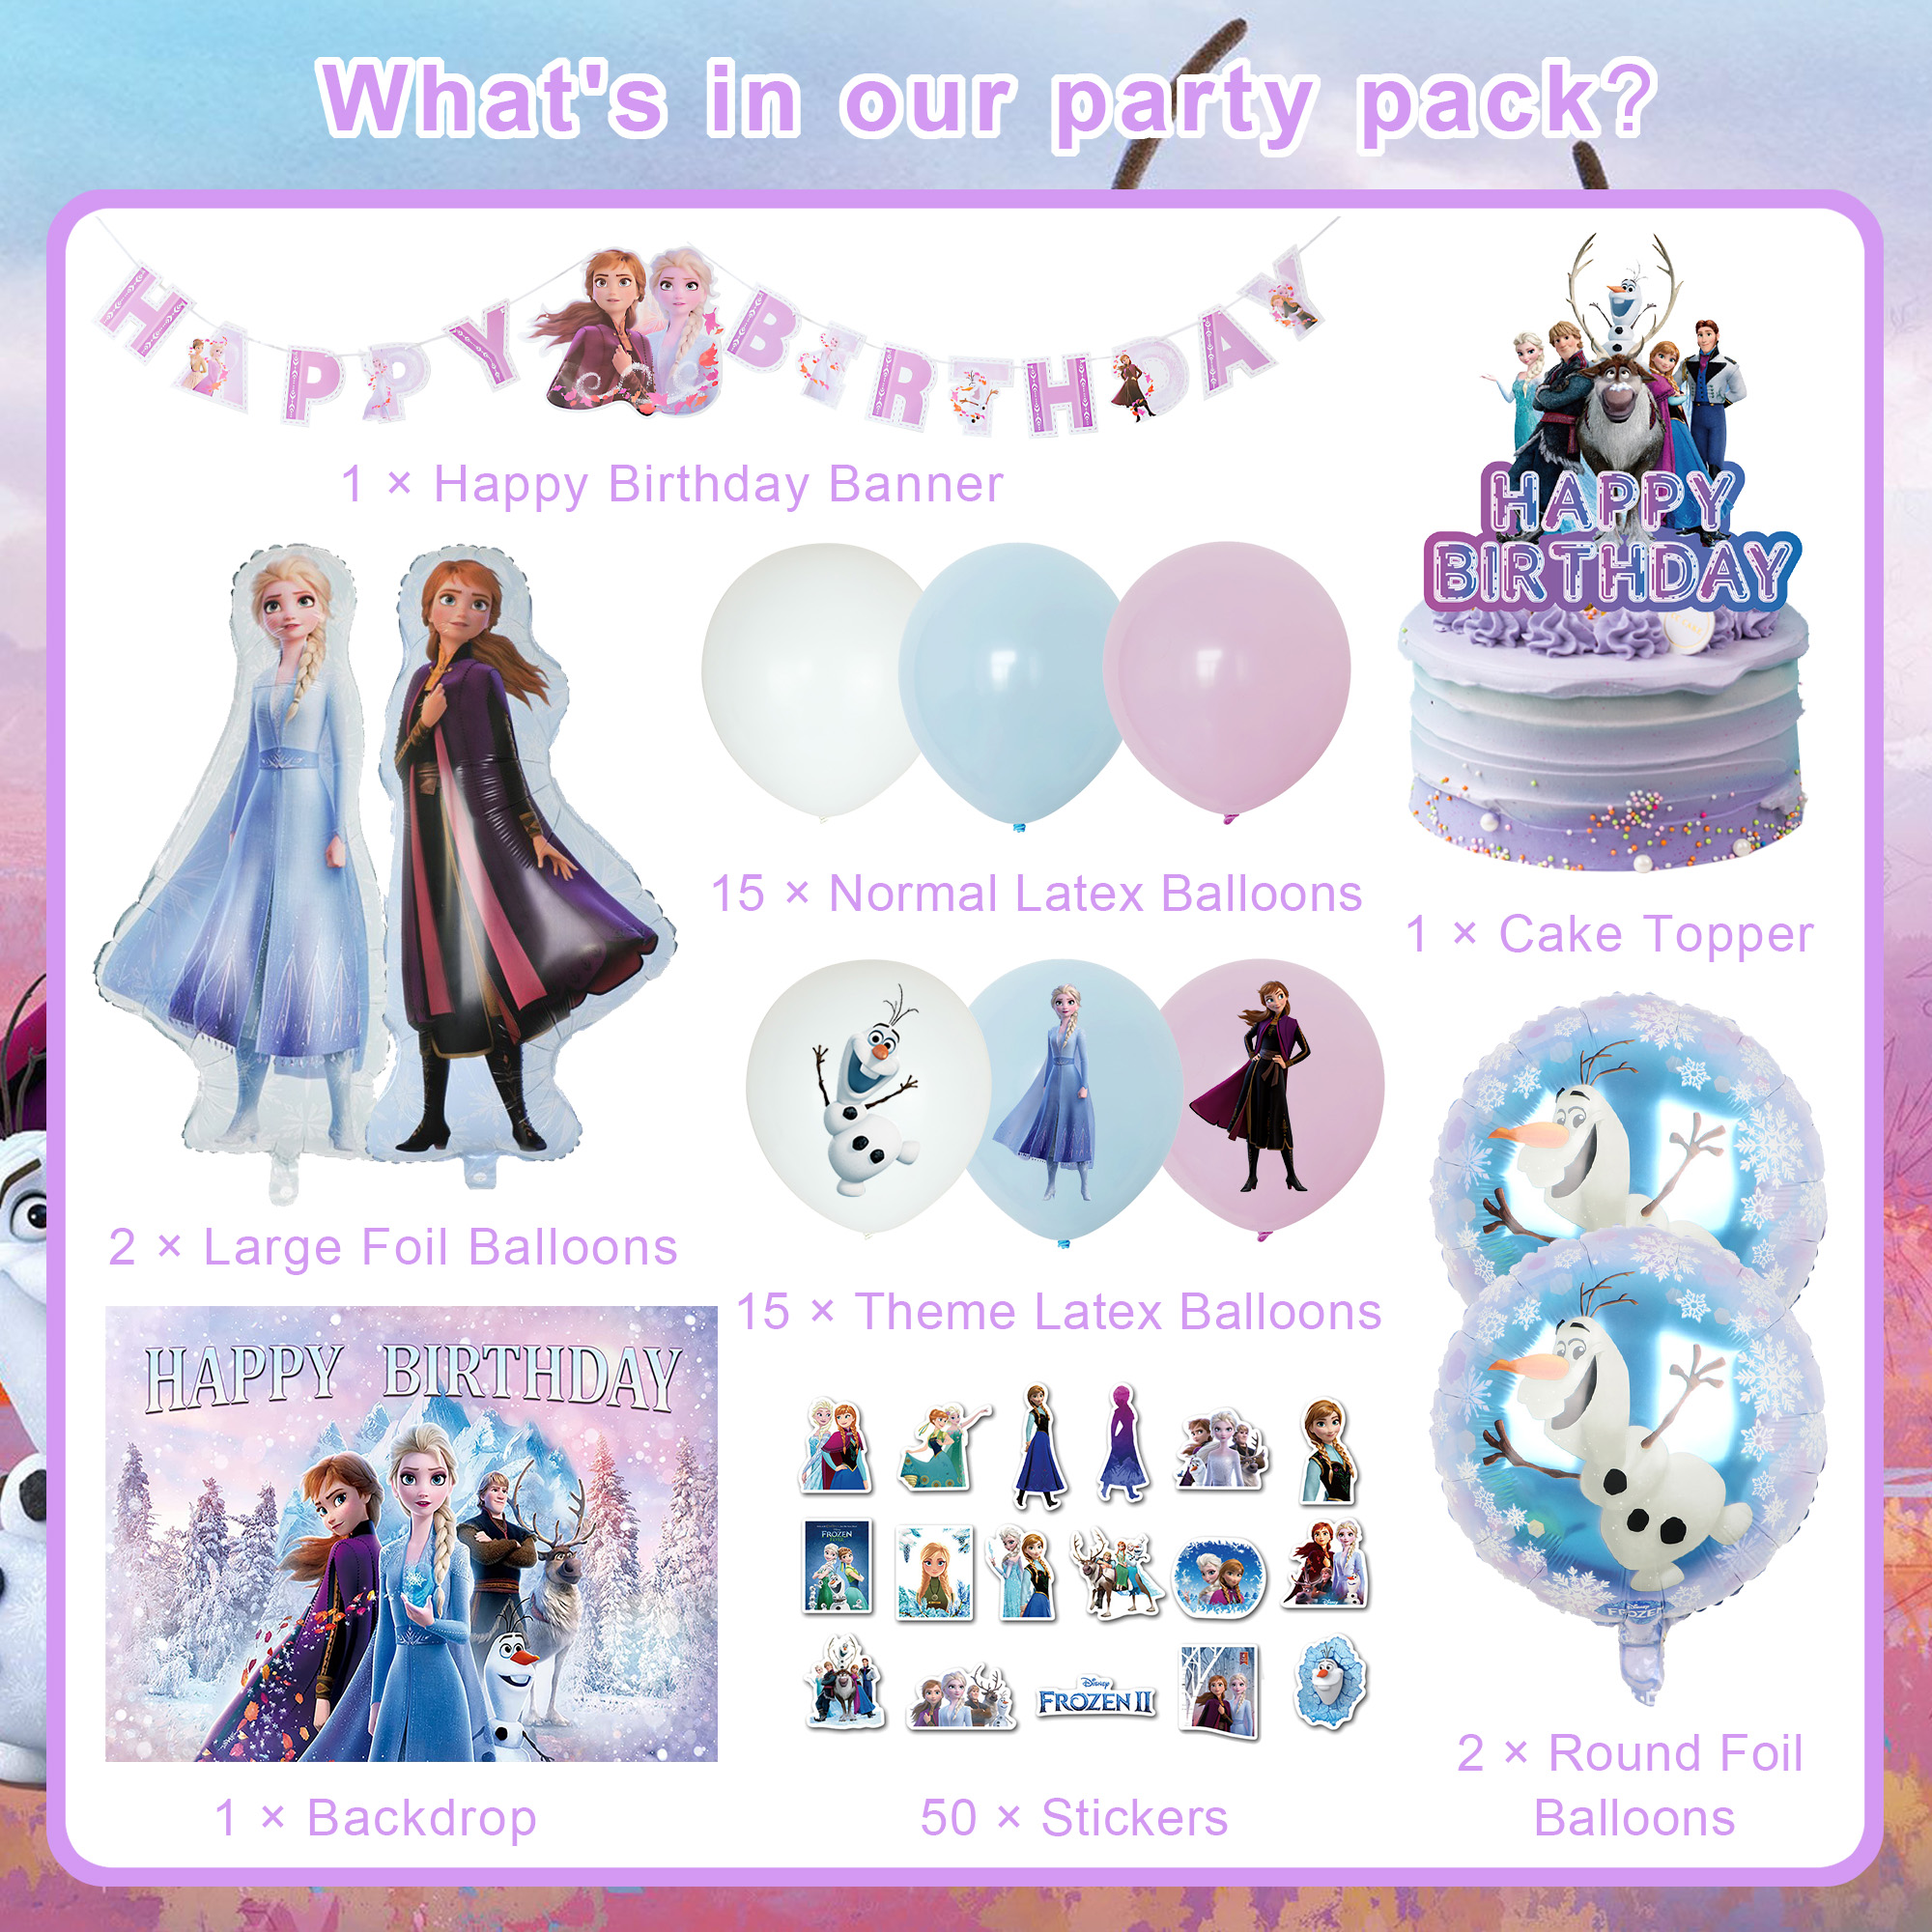 What's in our party pack?
HAPPY BIRTHDAY
1 × Happy Birthday Banner
HAPPY
BIRTHDAY
15 × Normal Latex Balloons
1 × Cake Topper
2 × Large Foil Balloons
15 × Theme Latex Balloons
HAPPY BIRTHDAY
FROZEN
Disney
FROZEN II
Disney
FROZEN
1 × Backdrop
50 × Stickers
2 × Round Foil
Balloons